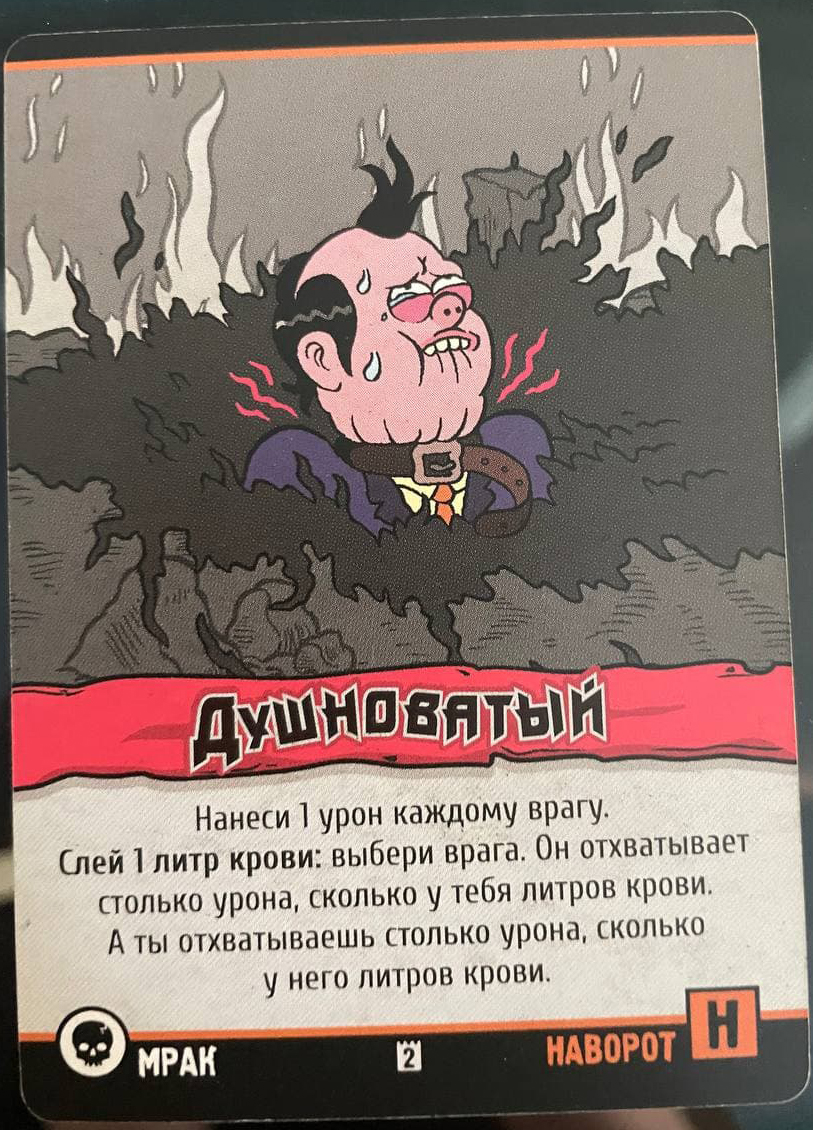 Душноватый
Нанеси 1 урон каждому врагу.
Слей 1 литр крови: выбери врага. Он отхватывает
столько урона, сколько у тебя литров крови.
А ты отхватываешь столько урона, сколько
у него литров крови.
МРАК
2
НАВОРОТ
Н